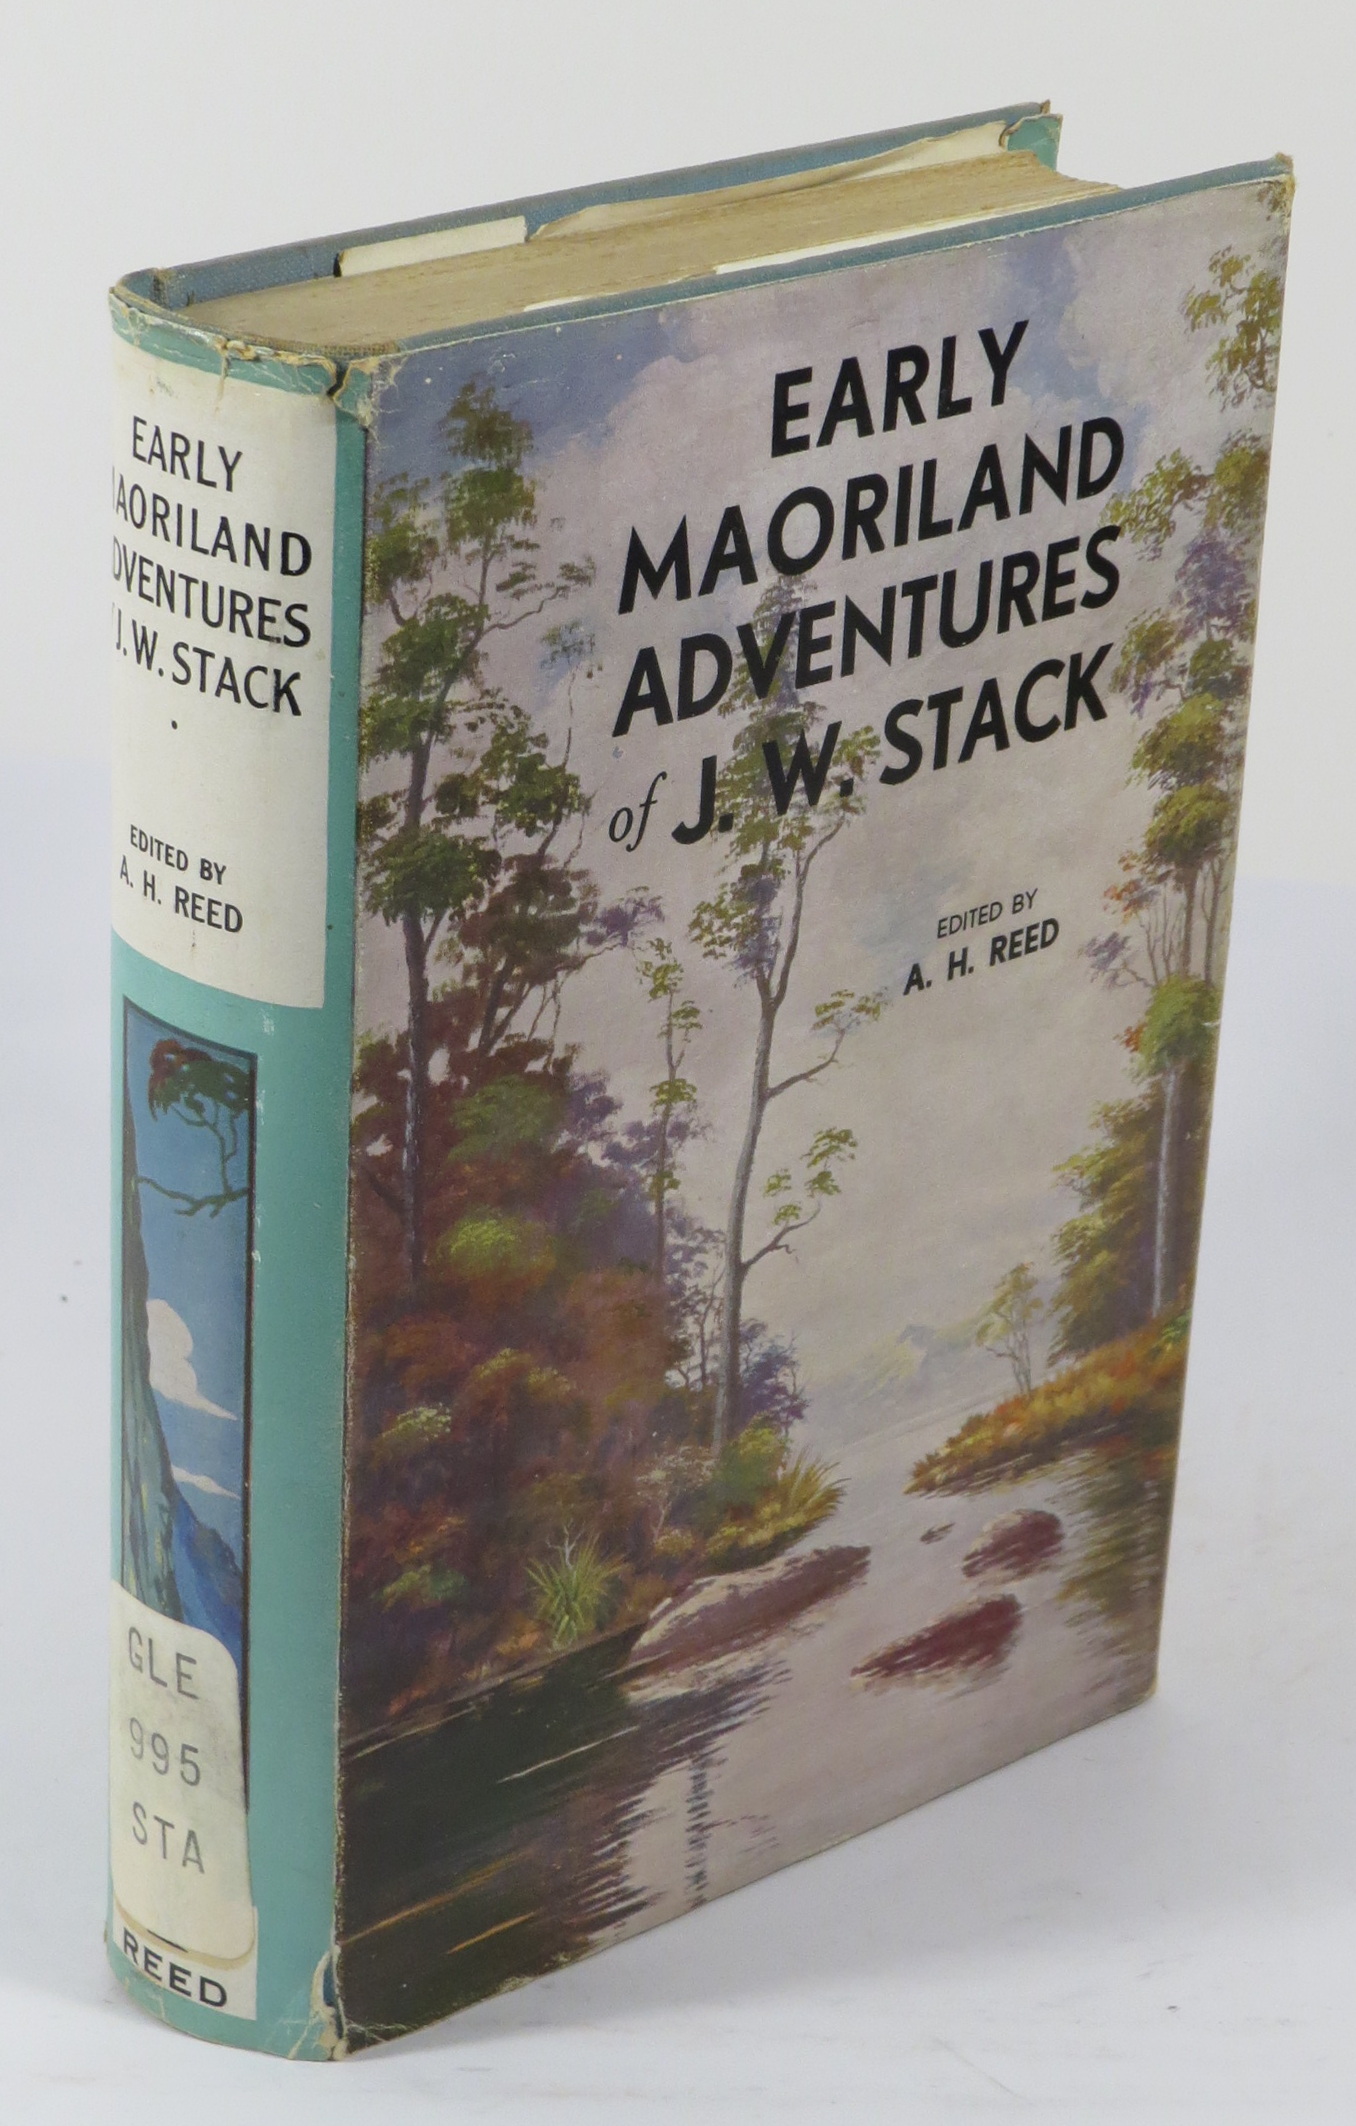 EARLY
MAORILAND
ADVENTURES
J.W. STACK
EDITED BY
A. H. REED
GLE
995
STA
REED
EARLY
MAORILAND
ADVENTURES
of J. W. STACK
EDITED BY
A. H. REED